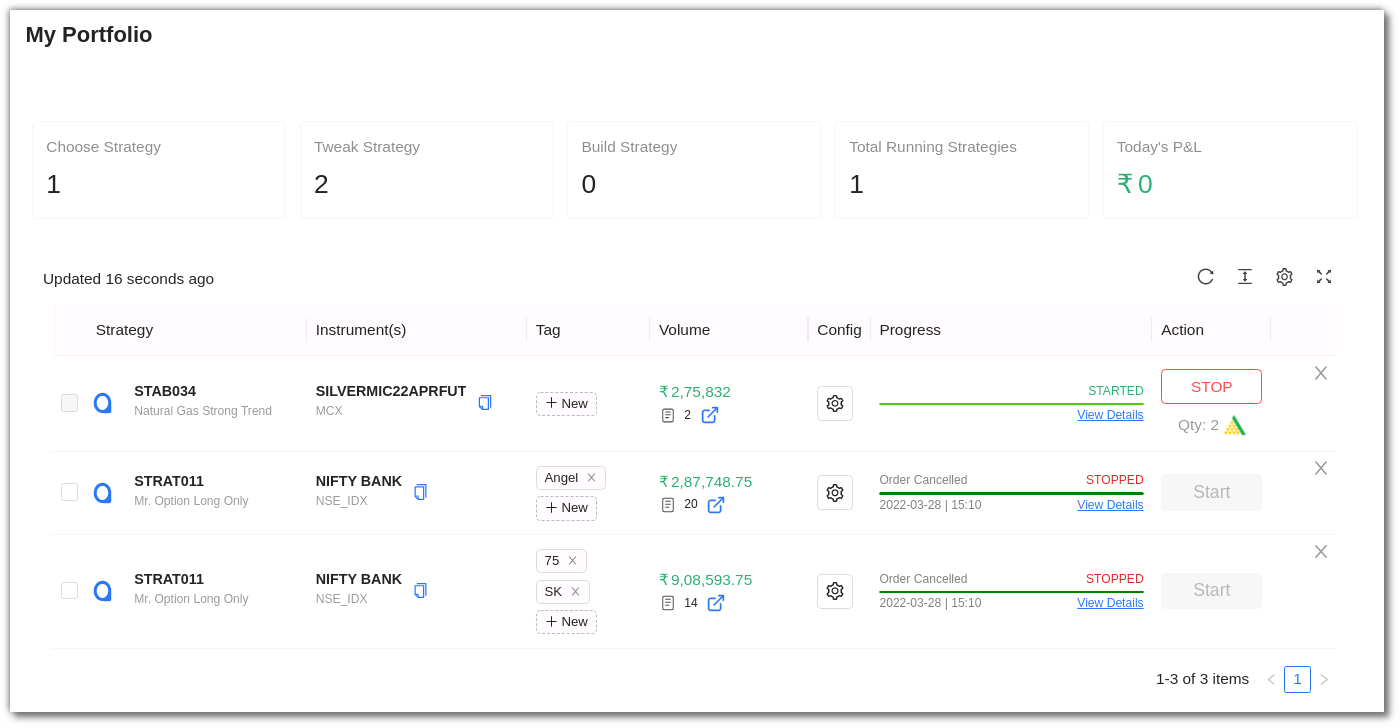 My Portfolio
Choose Strategy
1
Tweak Strategy
2
Build Strategy
0
Total Running Strategies
1
Today's P&L
₹ 0
Updated 16 seconds ago
Strategy Instrument(s) Tag Volume Config Progress Action
STAB034
Natural Gas Strong Trend
SILVERMIC22APRFUT
MCX
New
₹ 2,75,832
2
STARTED
View Details
STOP
Qty: 2
STRAT011
Mr. Option Long Only
NIFTY BANK
NSE_IDX
Angel
New
₹ 2,87,748.75
20
Order Cancelled STOPPED
2022-03-28 | 15:10 View Details
Start
STRAT011
Mr. Option Long Only
NIFTY BANK
NSE_IDX
75
SK
New
₹ 9,08,593.75
14
Order Cancelled STOPPED
2022-03-28 | 15:10 View Details
Start
1-3 of 3 items < 1 >